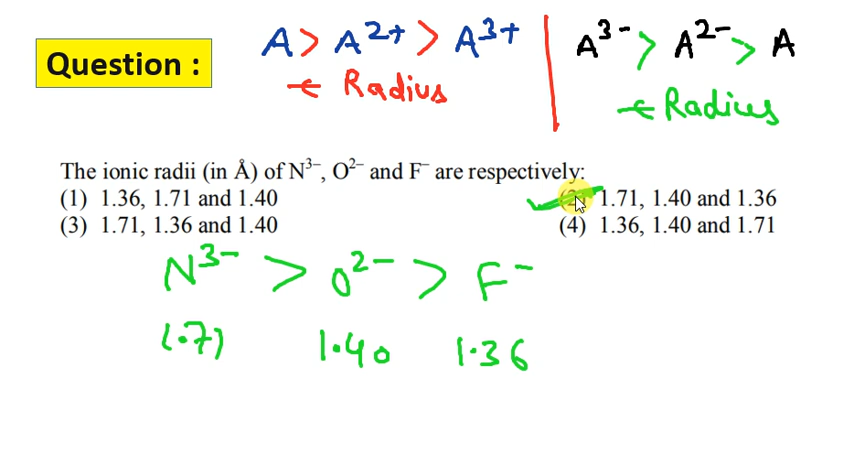 Question :
A > A²⁺ > A³⁺
← Radius
A³⁻ > A²⁻ > A
← Radius
The ionic radii (in Å) of N³⁻, O²⁻ and F⁻ are respectively:
(1) 1.36, 1.71 and 1.40
(2) 1.71, 1.40 and 1.36
(3) 1.71, 1.36 and 1.40
(4) 1.36, 1.40 and 1.71
N³⁻ > O²⁻ > F⁻
1.71 1.40 1.36